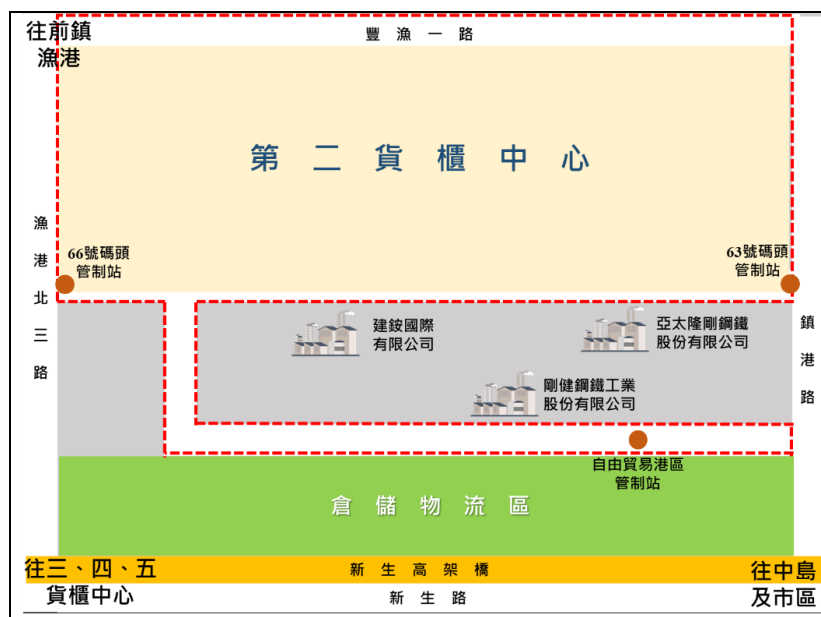 往前鎮
漁港
豐漁一路
第二貨櫃中心
漁港北三路
66號碼頭
管制站
63號碼頭
管制站
建銨國際
有限公司
亞太隆剛鋼鐵
股份有限公司
鎮港路
剛健鋼鐵工業
股份有限公司
自由貿易港區
管制站
倉儲物流區
往三、四、五
貨櫃中心
新生高架橋
新生路
往中島
及市區